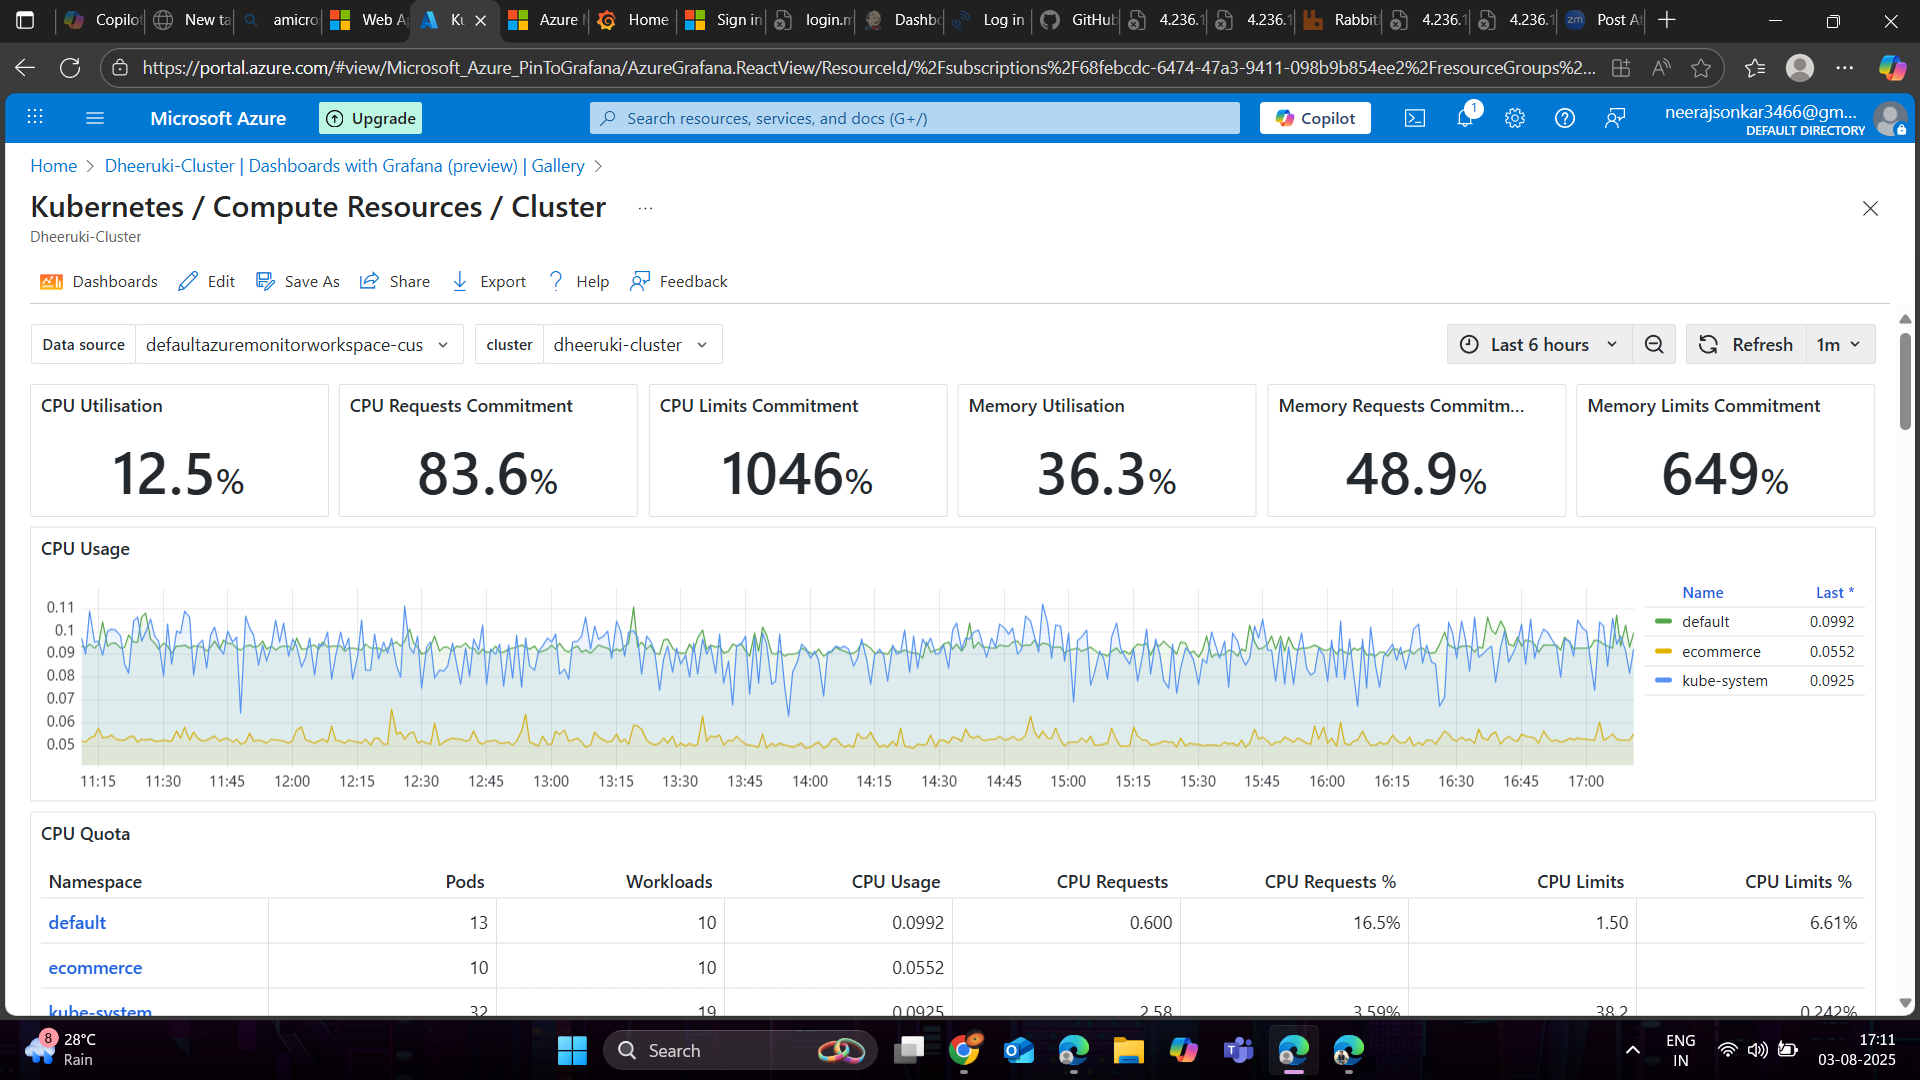 Copilot
New ta
amicro
Web A
Ku
Azure M
Home
Sign in
login.m
Dashbo
Log in
GitHub
4.236.1
4.236.1
Rabbit
4.236.1
4.236.1
zm
Post At
https://portal.azure.com/#view/Microsoft_Azure_PinToGrafana/AzureGrafana.ReactView/ResourceId/%2Fsubscriptions%2F68febcdc-6474-47a3-9411-098b9b854ee2%2FresourceGroups%2...
Microsoft Azure
Upgrade
Search resources, services, and docs (G+/)
Copilot
1
neerajsonkar3466@gm...
DEFAULT DIRECTORY
Home > Dheeruki-Cluster | Dashboards with Grafana (preview) | Gallery >
Kubernetes / Compute Resources / Cluster ...
Dheeruki-Cluster
Dashboards Edit Save As Share Export Help Feedback
Data source defaultazuremonitorworkspace-cus cluster dheeruki-cluster Last 6 hours Refresh 1m
CPU Utilisation
12.5%
CPU Requests Commitment
83.6%
CPU Limits Commitment
1046%
Memory Utilisation
36.3%
Memory Requests Commitm...
48.9%
Memory Limits Commitment
649%
CPU Usage
0.11
0.1
0.09
0.08
0.07
0.06
0.05
11:15 11:30 11:45 12:00 12:15 12:30 12:45 13:00 13:15 13:30 13:45 14:00 14:15 14:30 14:45 15:00 15:15 15:30 15:45 16:00 16:15 16:30 16:45 17:00
Name Last *
default 0.0992
ecommerce 0.0552
kube-system 0.0925
CPU Quota
Namespace Pods Workloads CPU Usage CPU Requests CPU Requests % CPU Limits CPU Limits %
default 13 10 0.0992 0.600 16.5% 1.50 6.61%
ecommerce 10 10 0.0552
kube-system 32 19 0.0925 2.58 3.59% 38.2 0.242%
8
28°C
Rain
Search
ENG
IN
17:11
03-08-2025